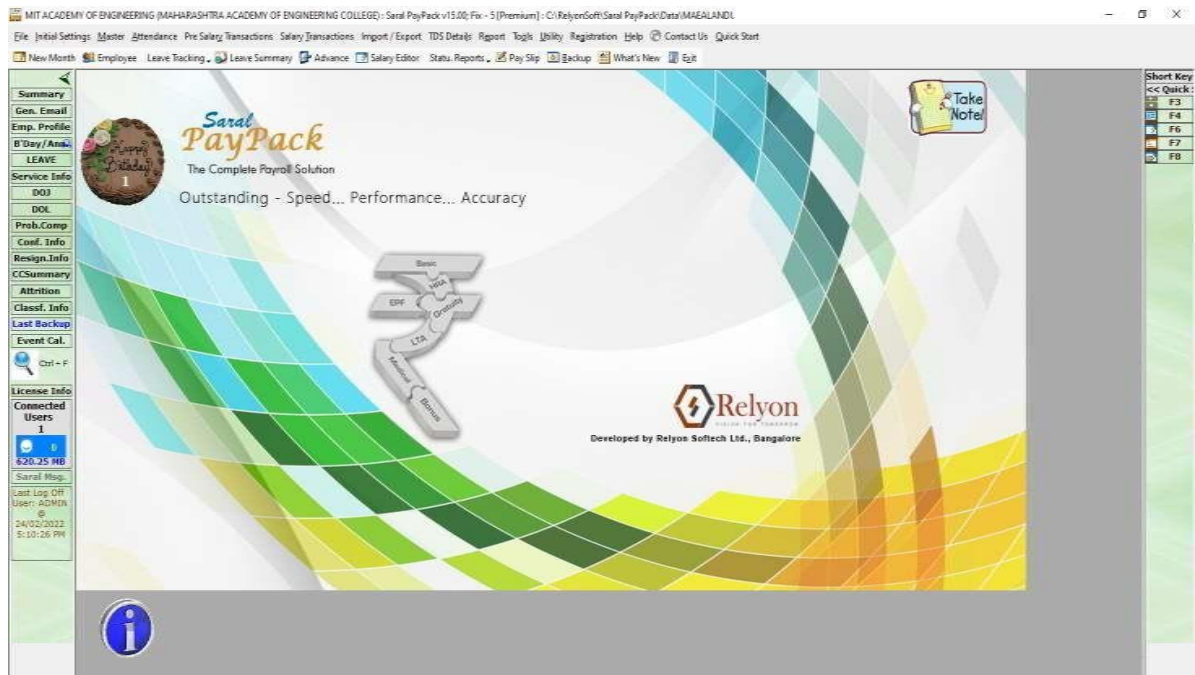 MIT ACADEMY OF ENGINEERING (MAHARASHTRA ACADEMY OF ENGINEERING COLLEGE) : Saral PayPack v15.00; Fix - 5 [Premium] : C:\RelyonSoft\Saral PayPack\Data\MAEALANDI.
File Initial Settings Master Attendance Pre Salary Transactions Salary Transactions Import / Export TDS Details Report Togls Utility Registration Help Contact Us Quick Start
New Month Employee Leave Tracking Leave Summary Advance Salary Editor Statu. Reports Pay Slip Backup What's New Exit
Summary
Gen. Email
Emp. Profile
B'Day/Ann.
LEAVE
Service Info
DOJ
DOL
Prob.Comp
Conf. Info
Resign.Info
CCSummary
Attrition
Classf. Info
Last Backup
Event Cal.
Ctrl + F
License Info
Connected
Users
1
0
620.25 MB
Saral Msg.
Last Log Off
User: ADMIN
@
24/02/2022
5:10:26 PM
Happy
Birthday
1
Saral
PayPack
The Complete Payroll Solution
Outstanding - Speed... Performance... Accuracy
Basic
HRA
EPF
Gratuity
LTA
Medical
Bonus
Relyon
VISION FOR TOMORROW
Developed by Relyon Softech Ltd., Bangalore
Take
Note!
Short Key
<< Quick :
F3
F4
F6
F7
F8